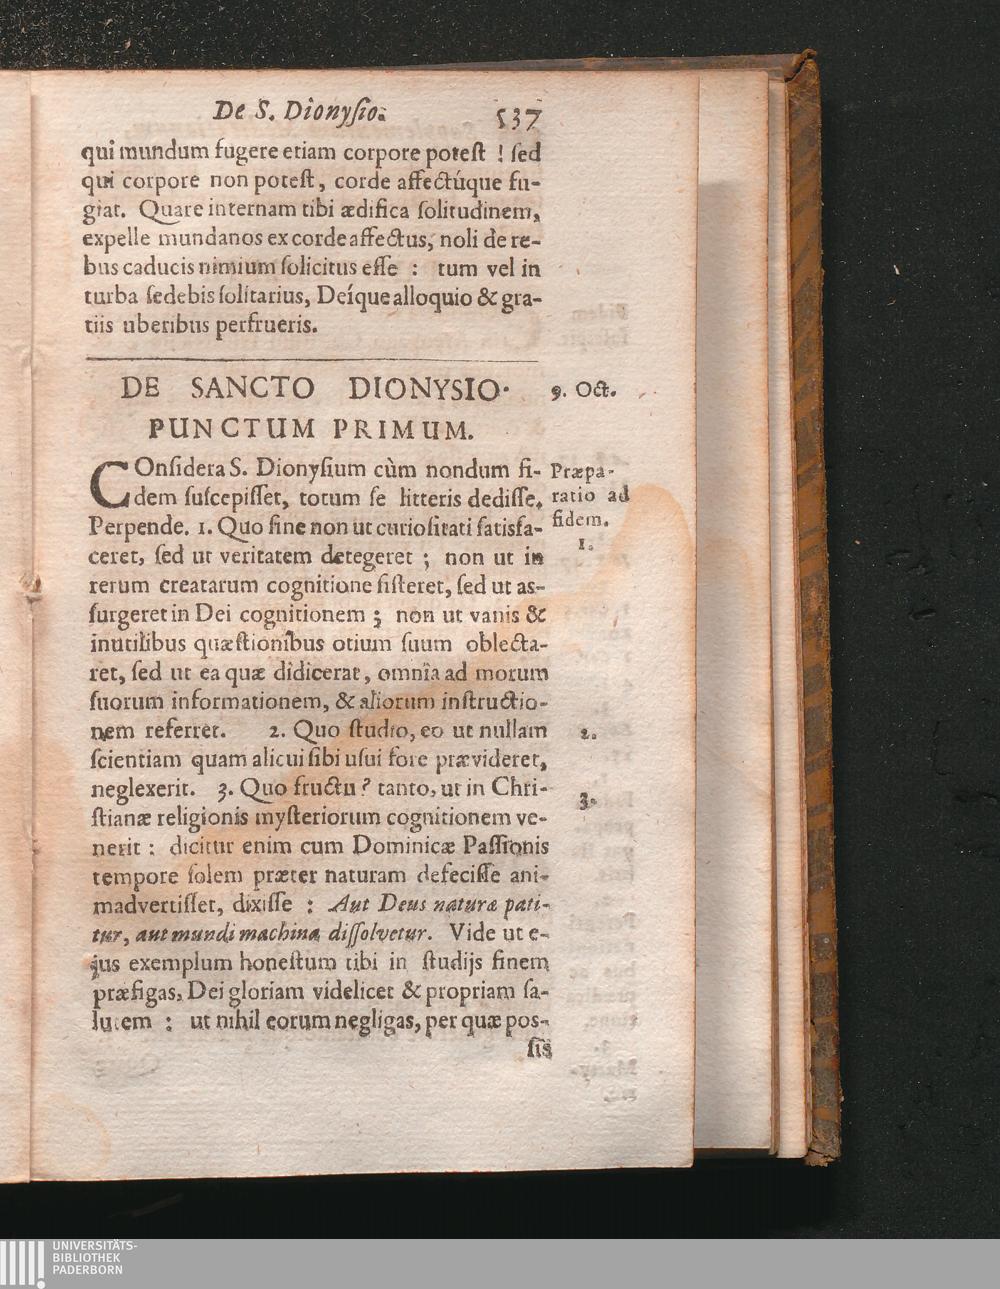 De S. Dionyſio. 537
qui mundum fugere etiam corpore poteſt ! ſed
qui corpore non poteſt, corde affectúque fu-
giat. Quare internam tibi ædifica ſolitudinem,
expelle mundanos ex corde affectus, noli de re-
bus caducis nimium ſolicitus eſſe : tum vel in
turba ſedebis ſolitarius, Deíque alloquio & gra-
tiis uberibus perfrueris.
DE SANCTO DIONYSIO.
9. Oct.
PUNCTUM PRIMUM.
COnſidera S. Dionyſium cùm nondum fi-
dem ſuſcepiſſet, totum ſe litteris dediſſe.
Perpende. 1. Quo fine non ut curioſitati ſatisfa-
ceret, ſed ut veritatem detegeret ; non ut in
rerum creatarum cognitione ſiſteret, ſed ut as-
ſurgeret in Dei cognitionem ; non ut vanis &
inutilibus quæſtionibus otium ſuum oblecta-
ret, ſed ut ea quæ didicerat, omnia ad morum
ſuorum informationem, & aliorum inſtructio-
nem referret. 2. Quo ſtudio, eo ut nullam
ſcientiam quam alicui ſibi uſui fore prævideret,
neglexerit. 3. Quo fructu ? tanto, ut in Chri-
ſtianæ religionis myſteriorum cognitionem ve-
nerit : dicitur enim cum Dominicæ Paſſionis
tempore ſolem præter naturam defeciſſe ani-
madvertiſſet, dixiſſe : Aut Deus naturæ pati-
tur, aut mundi machina diſſolvetur. Vide ut e-
jus exemplum honeſtum tibi in ſtudijs finem
præfigas, Dei gloriam videlicet & propriam ſa-
lutem : ut nihil eorum negligas, per quæ pos-
ſis
Præpa-
ratio ad
fidem.
1.
2.
3.
UNIVERSITÄTS-
BIBLIOTHEK
PADERBORN